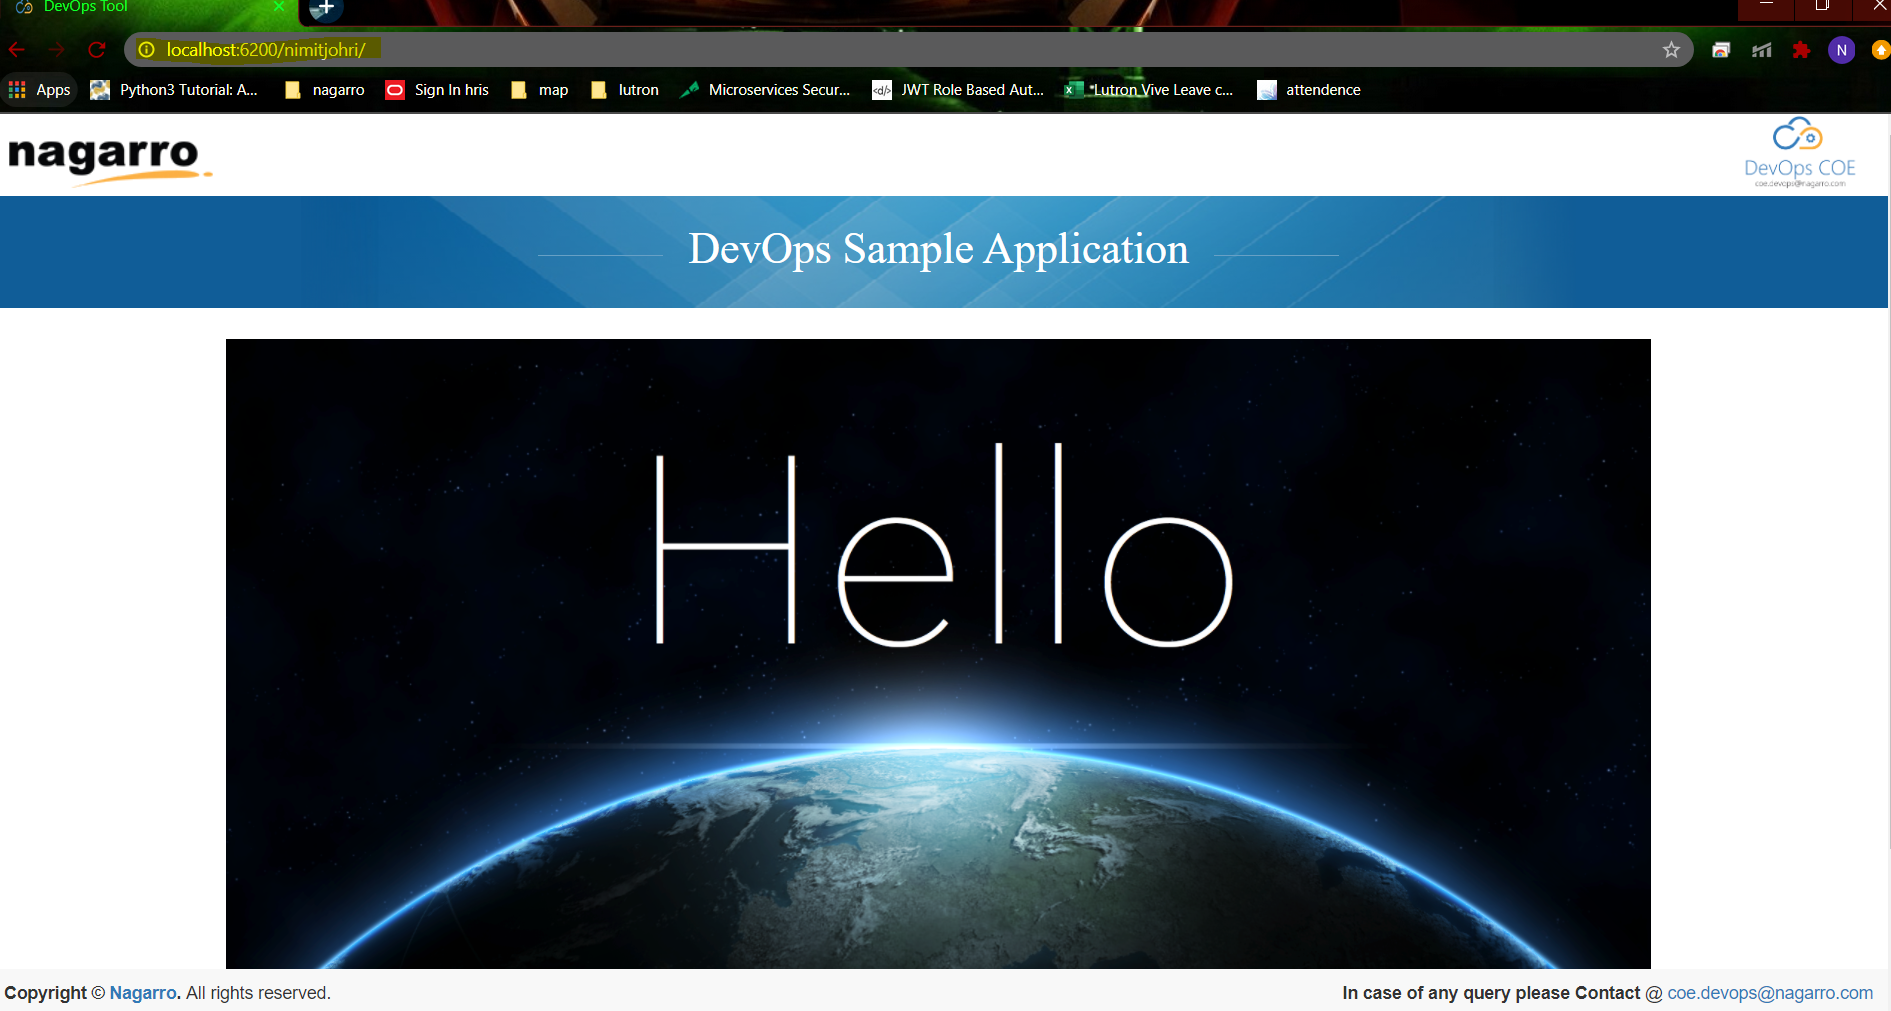 DevOps Tool
localhost:6200/nimitjohri/
N
Apps Python3 Tutorial: A... nagarro Sign In hris map lutron Microservices Secur... <d/> JWT Role Based Aut... *Lutron Vive Leave c... attendence
nagarro
DevOps COE
coe.devops@nagarro.com
DevOps Sample Application
Hello
Copyright © Nagarro. All rights reserved.
In case of any query please Contact @ coe.devops@nagarro.com